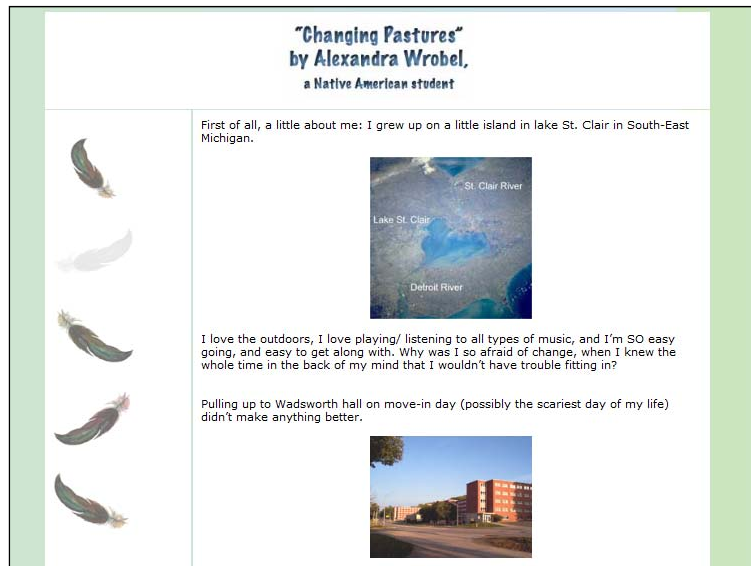 “Changing Pastures”
by Alexandra Wrobel,
a Native American student
First of all, a little about me: I grew up on a little island in lake St. Clair in South-East
Michigan.
St. Clair River
Lake St. Clair
Detroit River
I love the outdoors, I love playing/ listening to all types of music, and I’m SO easy
going, and easy to get along with. Why was I so afraid of change, when I knew the
whole time in the back of my mind that I wouldn’t have trouble fitting in?
Pulling up to Wadsworth hall on move-in day (possibly the scariest day of my life)
didn’t make anything better.